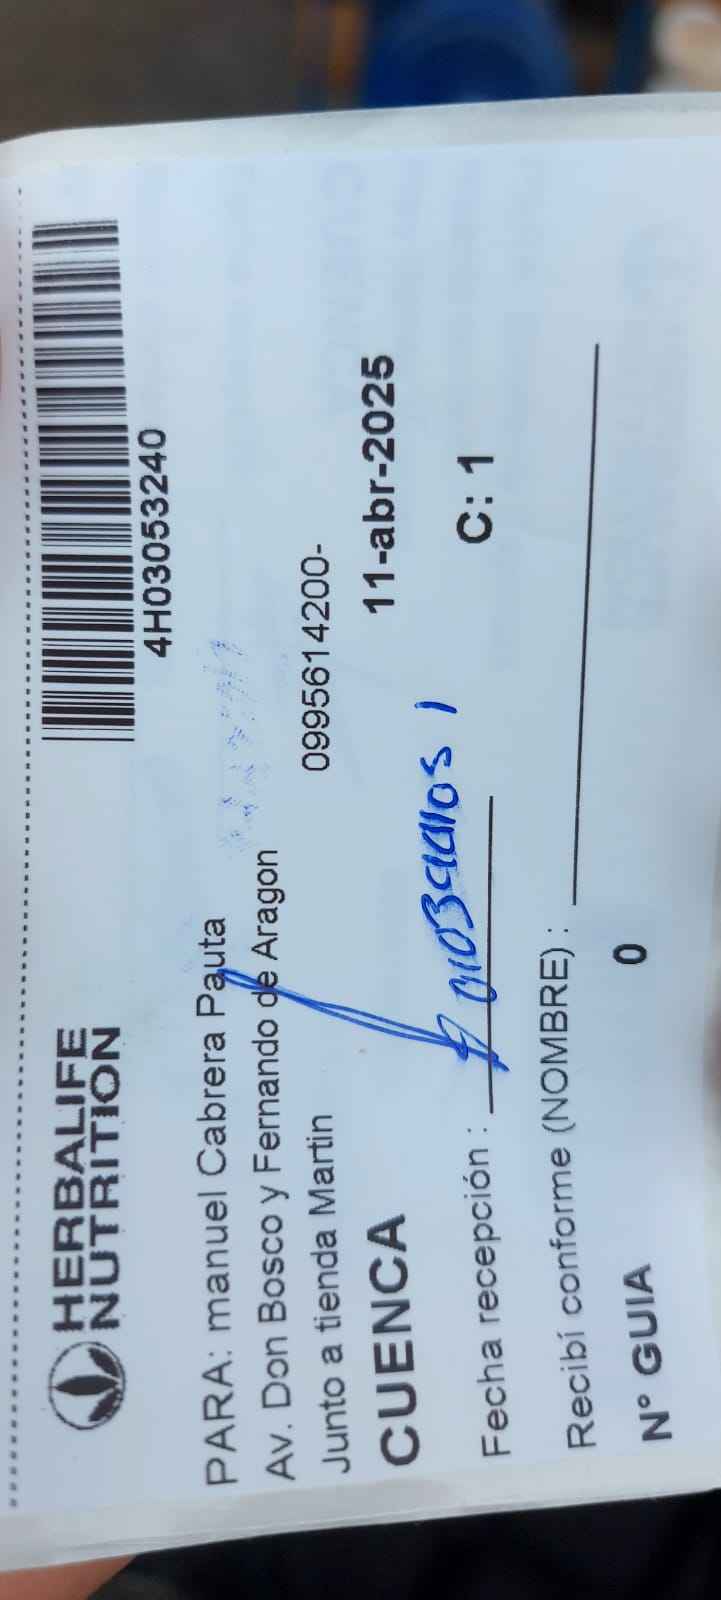 HERBALIFE
NUTRITION
4H03053240
PARA: manuel Cabrera Pauta
Av. Don Bosco y Fernando de Aragon
Junto a tienda Martin 0995614200-
CUENCA 11-abr-2025
Fecha recepción : C: 1
Recibí conforme (NOMBRE) :
N° GUIA 0